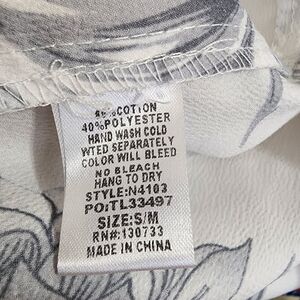 COTTON
40%POLYESTER
HAND WASH COLD
WTED SEPARATELY
COLOR WILL BLEED
NO BLEACH
HANG TO DRY
STYLE:N4103
PO:TL33497
SIZE:S/M
RN#:130733
MADE IN CHINA